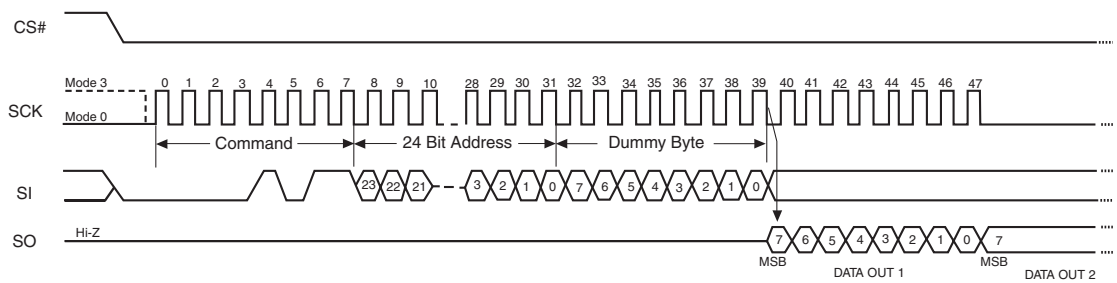 CS#
Mode 3
0 1 2 3 4 5 6 7 8 9 10 28 29 30 31 32 33 34 35 36 37 38 39 40 41 42 43 44 45 46 47
SCK
Mode 0
Command 24 Bit Address Dummy Byte
SI
23 22 21 3 2 1 0 7 6 5 4 3 2 1 0
Hi-Z
SO
7 6 5 4 3 2 1 0 7
MSB DATA OUT 1 MSB DATA OUT 2